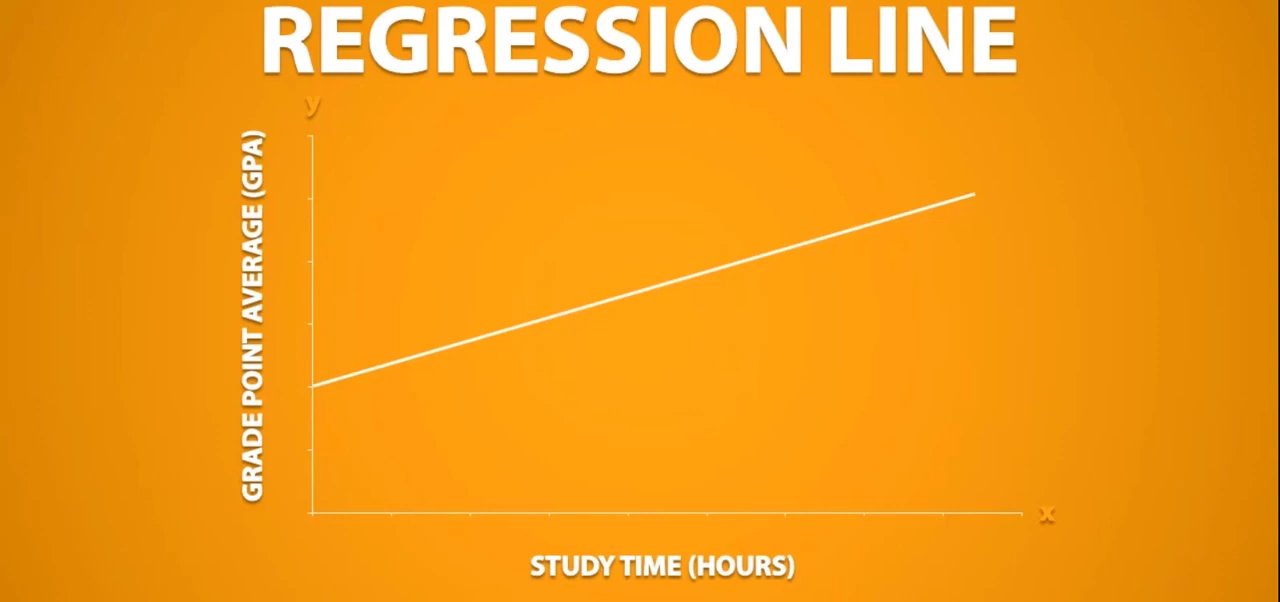 REGRESSION LINE
y
GRADE POINT AVERAGE (GPA)
x
STUDY TIME (HOURS)